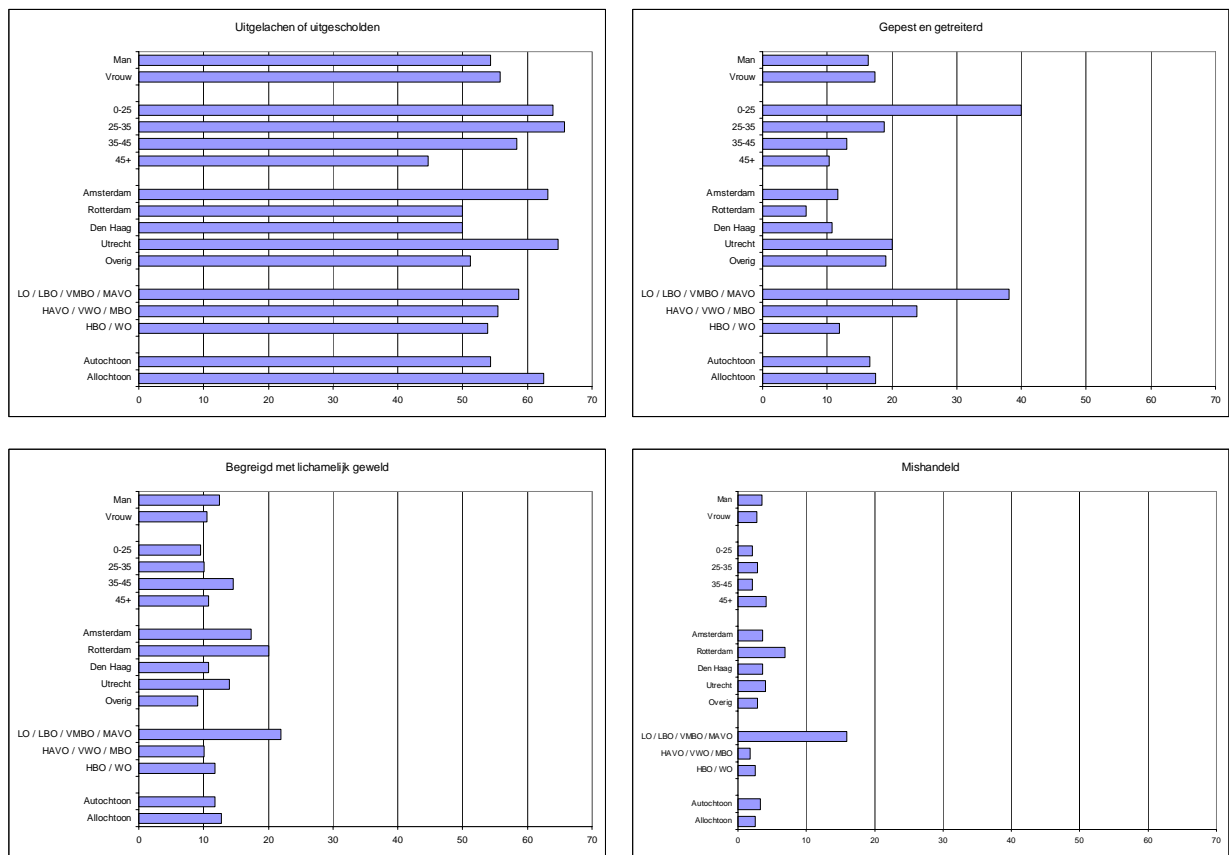 Uitgelachen of uitgescholden
Man
Vrouw
0-25
25-35
35-45
45+
Amsterdam
Rotterdam
Den Haag
Utrecht
Overig
LO / LBO / VMBO / MAVO
HAVO / VWO / MBO
HBO / WO
Autochtoon
Allochtoon
0 10 20 30 40 50 60 70
Gepest en getreiterd
Man
Vrouw
0-25
25-35
35-45
45+
Amsterdam
Rotterdam
Den Haag
Utrecht
Overig
LO / LBO / VMBO / MAVO
HAVO / VWO / MBO
HBO / WO
Autochtoon
Allochtoon
0 10 20 30 40 50 60 70
Begreigd met lichamelijk geweld
Man
Vrouw
0-25
25-35
35-45
45+
Amsterdam
Rotterdam
Den Haag
Utrecht
Overig
LO / LBO / VMBO / MAVO
HAVO / VWO / MBO
HBO / WO
Autochtoon
Allochtoon
0 10 20 30 40 50 60 70
Mishandeld
Man
Vrouw
0-25
25-35
35-45
45+
Amsterdam
Rotterdam
Den Haag
Utrecht
Overig
LO / LBO / VMBO / MAVO
HAVO / VWO / MBO
HBO / WO
Autochtoon
Allochtoon
0 10 20 30 40 50 60 70